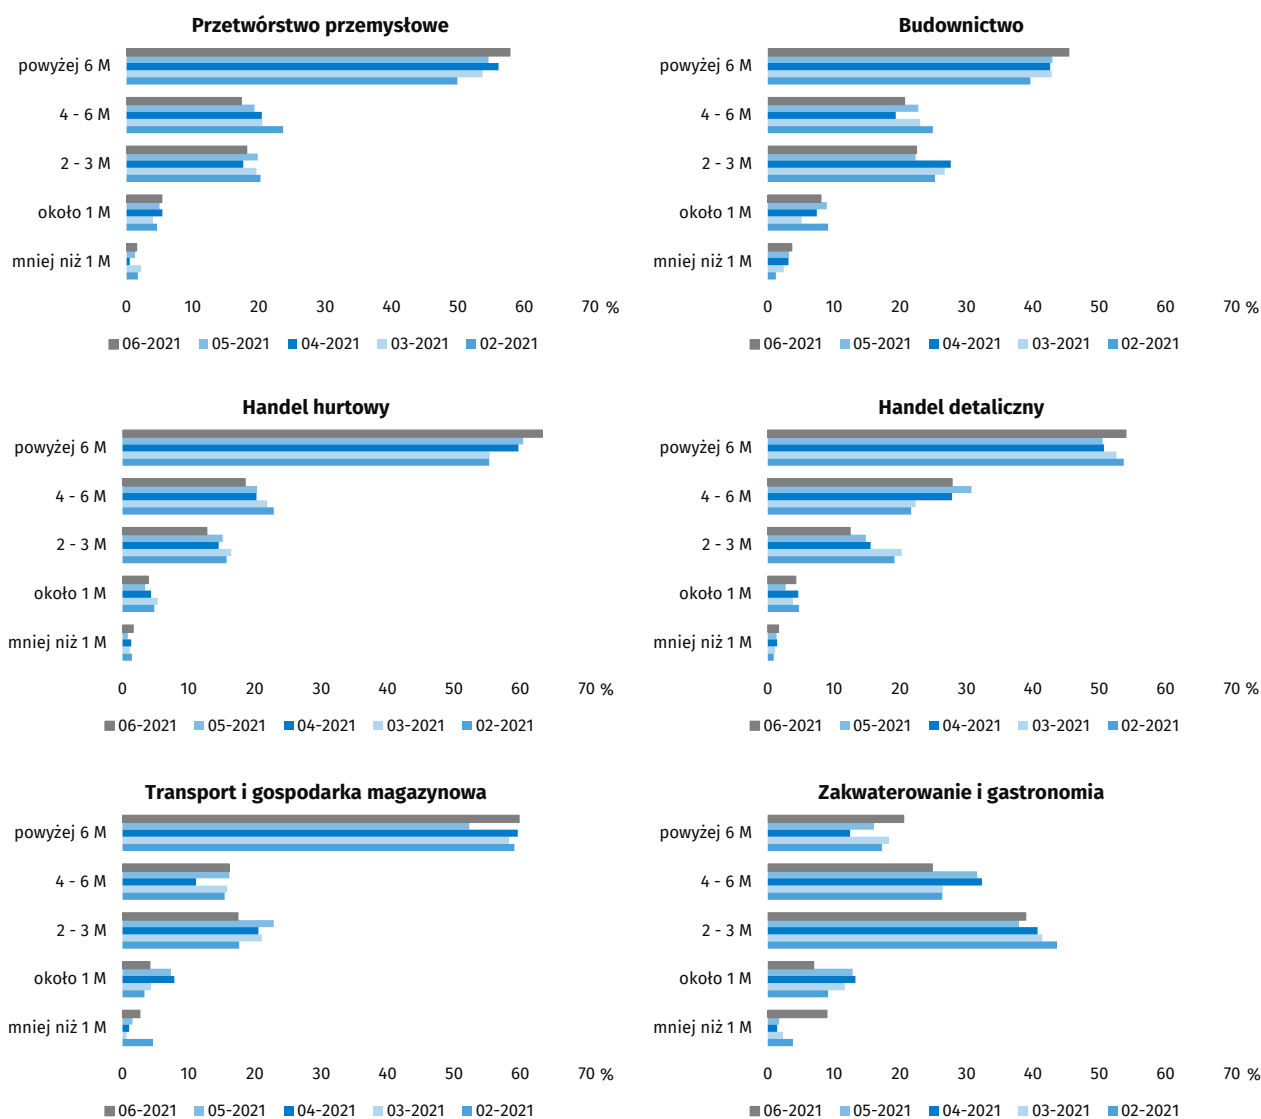 Przetwórstwo przemysłowe
powyżej 6 M
4 - 6 M
2 - 3 M
około 1 M
mniej niż 1 M
0 10 20 30 40 50 60 70 %
06-2021 05-2021 04-2021 03-2021 02-2021
Budownictwo
powyżej 6 M
4 - 6 M
2 - 3 M
około 1 M
mniej niż 1 M
0 10 20 30 40 50 60 70 %
06-2021 05-2021 04-2021 03-2021 02-2021
Handel hurtowy
powyżej 6 M
4 - 6 M
2 - 3 M
około 1 M
mniej niż 1 M
0 10 20 30 40 50 60 70 %
06-2021 05-2021 04-2021 03-2021 02-2021
Handel detaliczny
powyżej 6 M
4 - 6 M
2 - 3 M
około 1 M
mniej niż 1 M
0 10 20 30 40 50 60 70 %
06-2021 05-2021 04-2021 03-2021 02-2021
Transport i gospodarka magazynowa
powyżej 6 M
4 - 6 M
2 - 3 M
około 1 M
mniej niż 1 M
0 10 20 30 40 50 60 70 %
06-2021 05-2021 04-2021 03-2021 02-2021
Zakwaterowanie i gastronomia
powyżej 6 M
4 - 6 M
2 - 3 M
około 1 M
mniej niż 1 M
0 10 20 30 40 50 60 70 %
06-2021 05-2021 04-2021 03-2021 02-2021